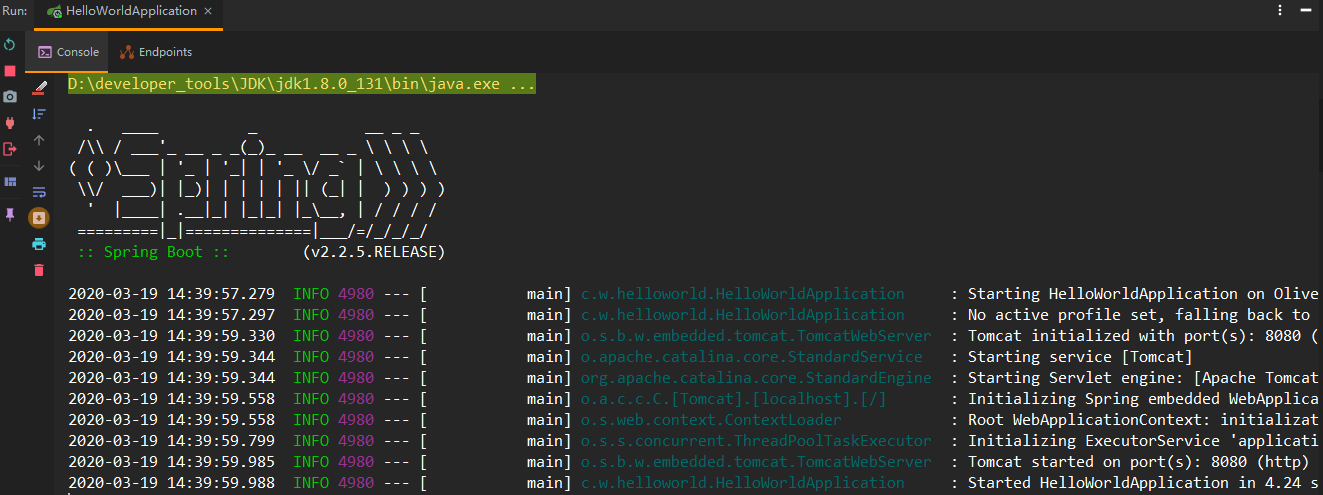 Run: HelloWorldApplication ×
Console Endpoints
D:\developer_tools\JDK\jdk1.8.0_131\bin\java.exe ...
  .   ____          _            __ _ _
 /\\ / ___'_ __ _ _(_)_ __  __ _ \ \ \ \
( ( )\___ | '_ | '_| | '_ \/ _` | \ \ \ \
 \\/  ___)| |_)| | | | | || (_| |  ) ) ) )
  '  |____| .__|_| |_|_| |_\__, | / / / /
 =========|_|==============|___/=/_/_/_/
 :: Spring Boot ::        (v2.2.5.RELEASE)
2020-03-19 14:39:57.279  INFO 4980 --- [           main] c.w.helloworld.HelloWorldApplication     : Starting HelloWorldApplication on Olive
2020-03-19 14:39:57.297  INFO 4980 --- [           main] c.w.helloworld.HelloWorldApplication     : No active profile set, falling back to
2020-03-19 14:39:59.330  INFO 4980 --- [           main] o.s.b.w.embedded.tomcat.TomcatWebServer  : Tomcat initialized with port(s): 8080 (
2020-03-19 14:39:59.344  INFO 4980 --- [           main] o.apache.catalina.core.StandardService   : Starting service [Tomcat]
2020-03-19 14:39:59.344  INFO 4980 --- [           main] org.apache.catalina.core.StandardEngine  : Starting Servlet engine: [Apache Tomcat
2020-03-19 14:39:59.558  INFO 4980 --- [           main] o.a.c.c.C.[Tomcat].[localhost].[/]       : Initializing Spring embedded WebApplica
2020-03-19 14:39:59.558  INFO 4980 --- [           main] o.s.web.context.ContextLoader            : Root WebApplicationContext: initializat
2020-03-19 14:39:59.799  INFO 4980 --- [           main] o.s.s.concurrent.ThreadPoolTaskExecutor  : Initializing ExecutorService 'applicati
2020-03-19 14:39:59.985  INFO 4980 --- [           main] o.s.b.w.embedded.tomcat.TomcatWebServer  : Tomcat started on port(s): 8080 (http)
2020-03-19 14:39:59.988  INFO 4980 --- [           main] c.w.helloworld.HelloWorldApplication     : Started HelloWorldApplication in 4.24 s